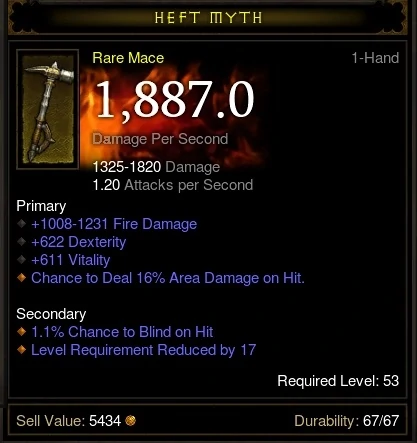 HEFT MYTH
Rare Mace
1-Hand
1,887.0
Damage Per Second
1325-1820 Damage
1.20 Attacks per Second
Primary
+1008-1231 Fire Damage
+622 Dexterity
+611 Vitality
Chance to Deal 16% Area Damage on Hit.
Secondary
1.1% Chance to Blind on Hit
Level Requirement Reduced by 17
Required Level: 53
Sell Value: 5434
Durability: 67/67